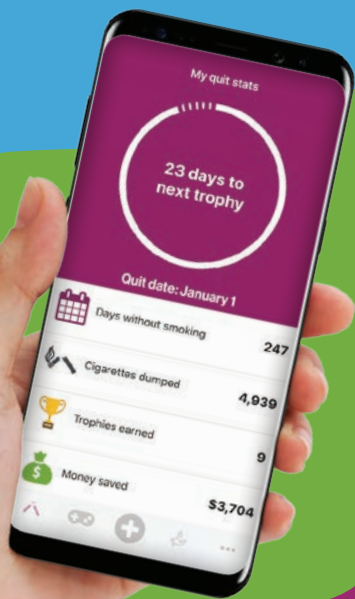 My quit stats
23 days to
next trophy
Quit date: January 1
Days without smoking
247
Cigarettes dumped
4,939
Trophies earned
9
Money saved
$3,704
$